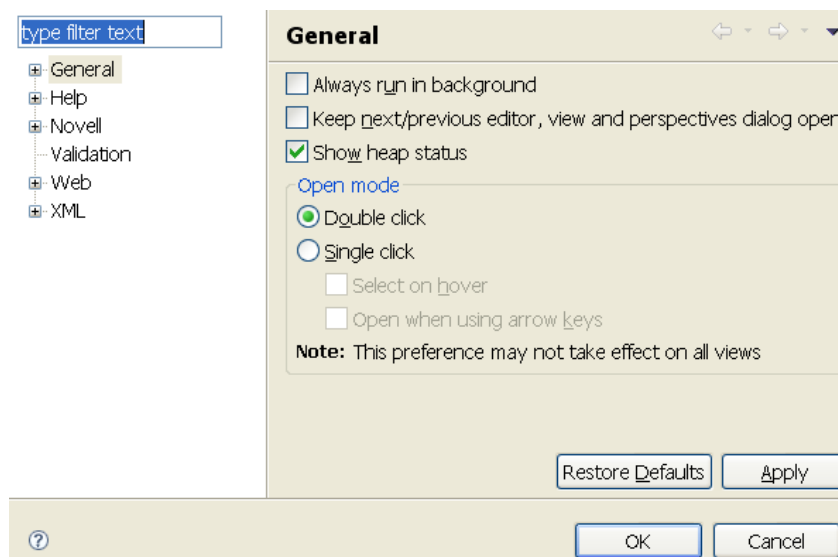 type filter text
General
Help
Novell
Validation
Web
XML
General
Always run in background
Keep next/previous editor, view and perspectives dialog open
Show heap status
Open mode
Double click
Single click
Select on hover
Open when using arrow keys
Note: This preference may not take effect on all views
Restore Defaults
Apply
?
OK
Cancel